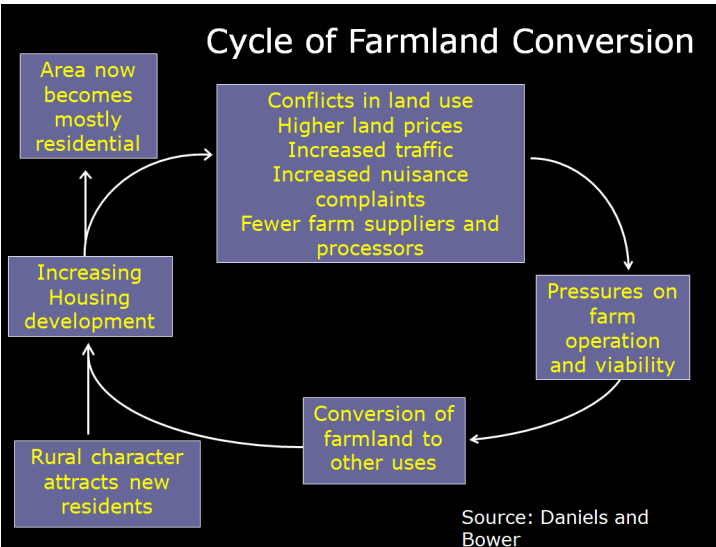 Cycle of Farmland Conversion
Area now
becomes
mostly
residential
Conflicts in land use
Higher land prices
Increased traffic
Increased nuisance
complaints
Fewer farm suppliers and
processors
Increasing
Housing
development
Pressures on
farm
operation
and viability
Conversion of
farmland to
other uses
Rural character
attracts new
residents
Source: Daniels and
Bower